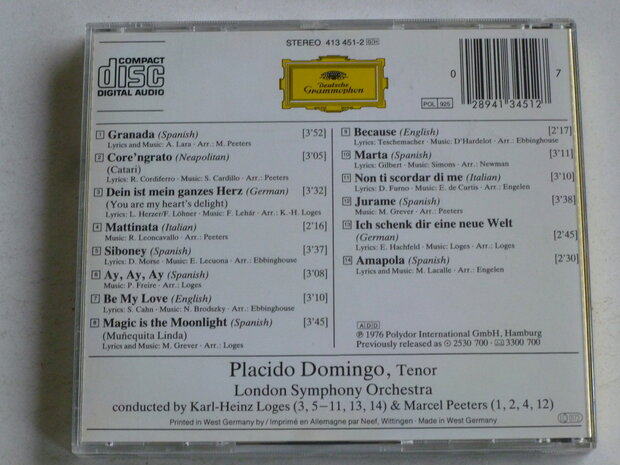 COMPACT
disc
DIGITAL AUDIO
STEREO 413 451-2 GH
Deutsche
Grammophon
POL 925
0
28941 34512
7
1 Granada (Spanish) [3'52]
Lyrics and Music: A. Lara · Arr.: M. Peeters
2 Core'ngrato (Neapolitan) [3'05]
(Catari)
Lyrics: R. Cordiferro · Music: S. Cardillo · Arr.: Peeters
3 Dein ist mein ganzes Herz (German) [3'32]
(You are my heart's delight)
Lyrics: L. Herzer/F. Löhner · Music: F. Lehár · Arr.: K.-H. Loges
4 Mattinata (Italian) [2'16]
Music: R. Leoncavallo · Arr.: Peeters
5 Siboney (Spanish) [3'37]
Lyrics: D. Morse · Music: E. Lecuona · Arr.: Ebbinghouse
6 Ay, Ay, Ay (Spanish) [3'08]
Music: P. Freire · Arr.: Loges
7 Be My Love (English) [3'10]
Lyrics: S. Cahn · Music: N. Brodszky · Arr.: Ebbinghouse
8 Magic is the Moonlight (Spanish) [3'45]
(Muñequita Linda)
Lyrics and Music: M. Grever · Arr.: Loges
9 Because (English) [2'17]
Lyrics: Teschemacher · Music: D'Hardelot · Arr.: Ebbinghouse
10 Marta (Spanish) [3'11]
Lyrics: Gilbert · Music: Simons · Arr.: Newman
11 Non ti scordar di me (Italian) [3'10]
Lyrics: D. Furno · Music: E. de Curtis · Arr.: Engelen
12 Jurame (Spanish) [3'38]
Music: M. Grever · Arr.: Peeters
13 Ich schenk dir eine neue Welt
(German) [2'45]
Lyrics: E. Hachfeld · Music: Loges · Arr.: Loges
14 Amapola (Spanish) [2'30]
Lyrics and Music: M. Lacalle · Arr.: Engelen
ADD
℗ 1976 Polydor International GmbH, Hamburg
Previously released as 2530 700 · 3300 700
Placido Domingo, Tenor
London Symphony Orchestra
conducted by Karl-Heinz Loges (3, 5–11, 13, 14) & Marcel Peeters (1, 2, 4, 12)
Printed in West Germany by / Imprimé en Allemagne par Neef, Wittingen · Made in West Germany